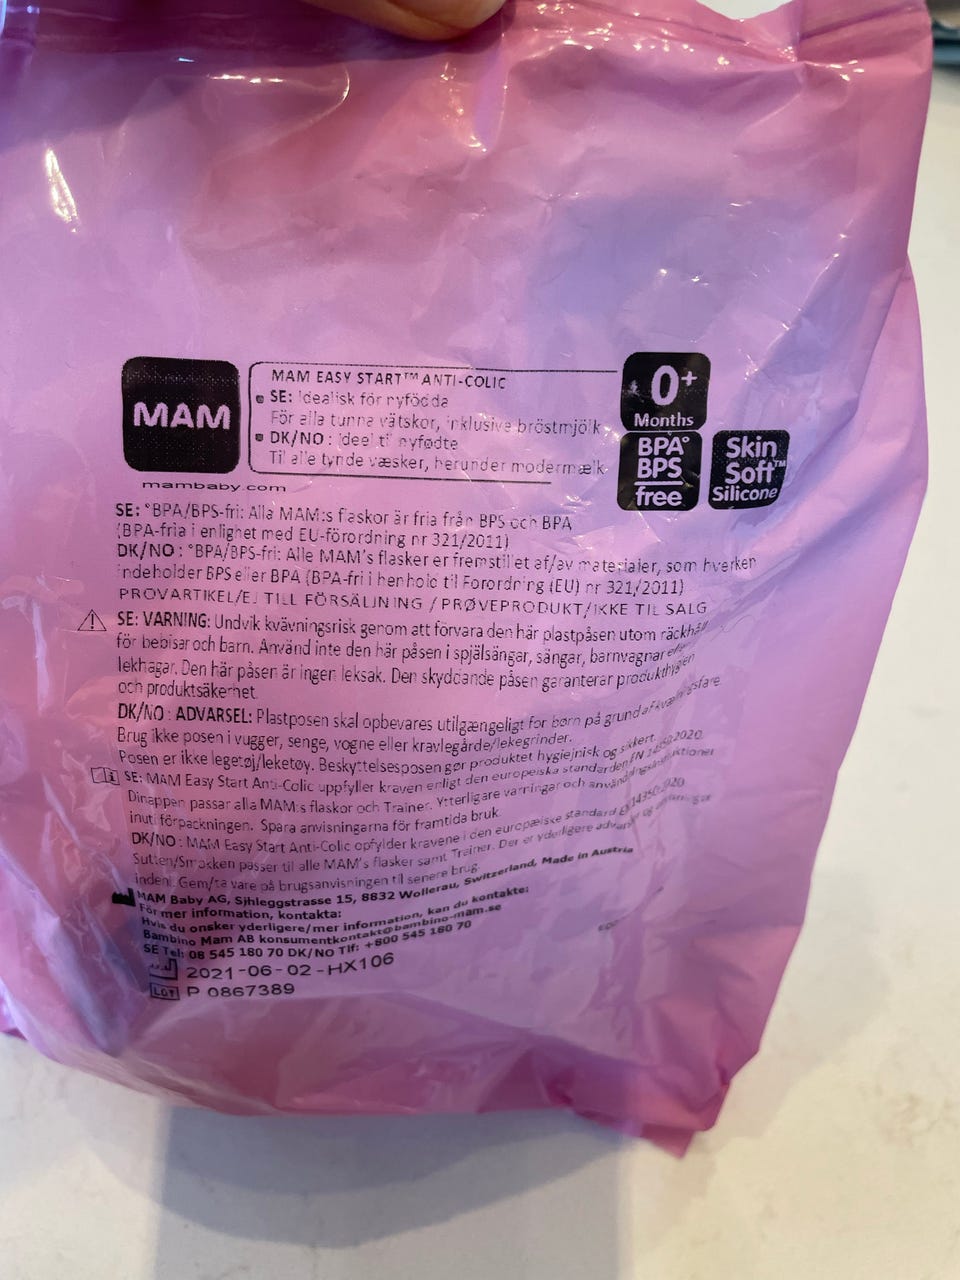 MAM
mambaby.com
MAM EASY START™ ANTI-COLIC
SE: Idealisk för nyfödda
För alla tunna vätskor, inklusive bröstmjölk
DK/NO: Ideel til nyfødte
Til alle tynde væsker, herunder modermælk
0+
Months
BPA°
BPS
free
Skin
Soft™
Silicone
SE: °BPA/BPS-fri: Alla MAM:s flaskor är fria från BPS och BPA
(BPA-fria i enlighet med EU-förordning nr 321/2011)
DK/NO: °BPA/BPS-fri: Alle MAM's flasker er fremstillet af/av materialer, som hverken
indeholder BPS eller BPA (BPA-fri i henhold til Forordning (EU) nr 321/2011)
PROVARTIKEL/EJ TILL FÖRSÄLJNING / PRØVEPRODUKT/IKKE TIL SALG
SE: VARNING: Undvik kvävningsrisk genom att förvara den här plastpåsen utom räckhåll
för bebisar och barn. Använd inte den här påsen i spjälsängar, sängar, barnvagnar eller
lekhagar. Den här påsen är ingen leksak. Den skyddande påsen garanterar produkthygien
och produktsäkerhet.
DK/NO: ADVARSEL: Plastposen skal opbevares utilgængeligt for børn på grund af kvælningsfare.
Brug ikke posen i vugger, senge, vogne eller kravlegårde/lekegrinder.
Posen er ikke legetøj/leketøy. Beskyttelsesposen gør produktet hygiejnisk og sikkert.
SE: MAM Easy Start Anti-Colic uppfyller kraven enligt den europeiska standarden EN 14350:2020.
Dinappen passar alla MAM:s flaskor och Trainer. Ytterligare varningar och användningsinstruktioner
inuti förpackningen. Spara anvisningarna för framtida bruk.
DK/NO: MAM Easy Start Anti-Colic opfylder kravene i den europæiske standard EN 14350:2020.
Sutten/Smokken passer til alle MAM's flasker samt Trainer. Der er yderligere og
inden i. Gem/ta vare på brugsanvisningen til senere brug.
MAM Baby AG, Sihleggstrasse 15, 8832 Wollerau, Switzerland, Made in Austria
För mer information, kontakta:
Hvis du ønsker yderligere/mer information, kan du kontakte:
Bambino Mam AB konsumentkontakt@bambino-mam.se
SE Tel: 08 545 180 70 DK/NO Tlf: +800 545 180 70
2021-06-02-HX106
LOT P 0867389